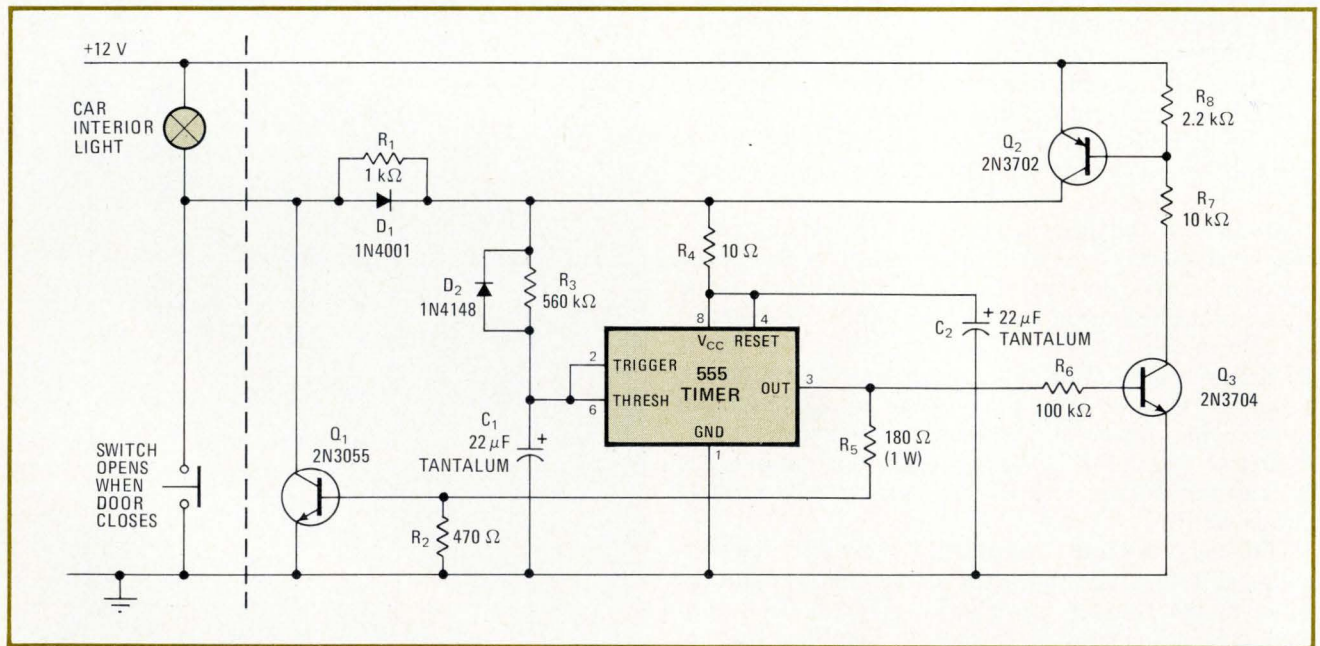 +12 V
CAR
INTERIOR
LIGHT
R1
1 kΩ
D1
1N4001
D2
1N4148
R3
560 kΩ
R4
10 Ω
Q2
2N3702
R8
2.2 kΩ
R7
10 kΩ
8
4
VCC
RESET
2
TRIGGER
555
TIMER
OUT
3
6
THRESH
GND
1
C2
+
22 µF
TANTALUM
R6
100 kΩ
Q3
2N3704
C1
22 µF
+
TANTALUM
R5
180 Ω
(1 W)
Q1
2N3055
R2
470 Ω
SWITCH
OPENS
WHEN
DOOR
CLOSES